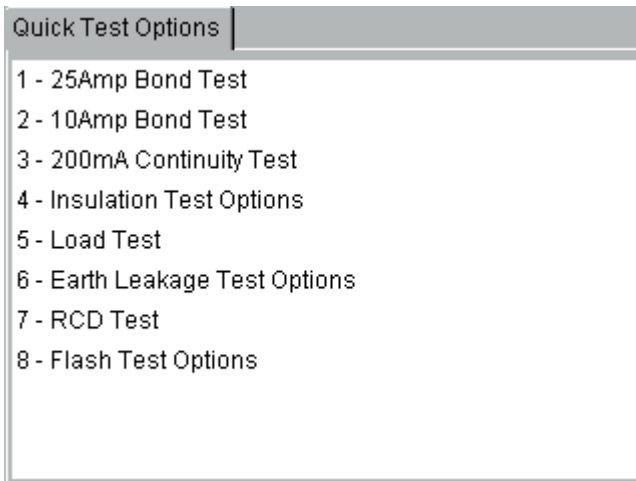 Quick Test Options
1 - 25Amp Bond Test
2 - 10Amp Bond Test
3 - 200mA Continuity Test
4 - Insulation Test Options
5 - Load Test
6 - Earth Leakage Test Options
7 - RCD Test
8 - Flash Test Options